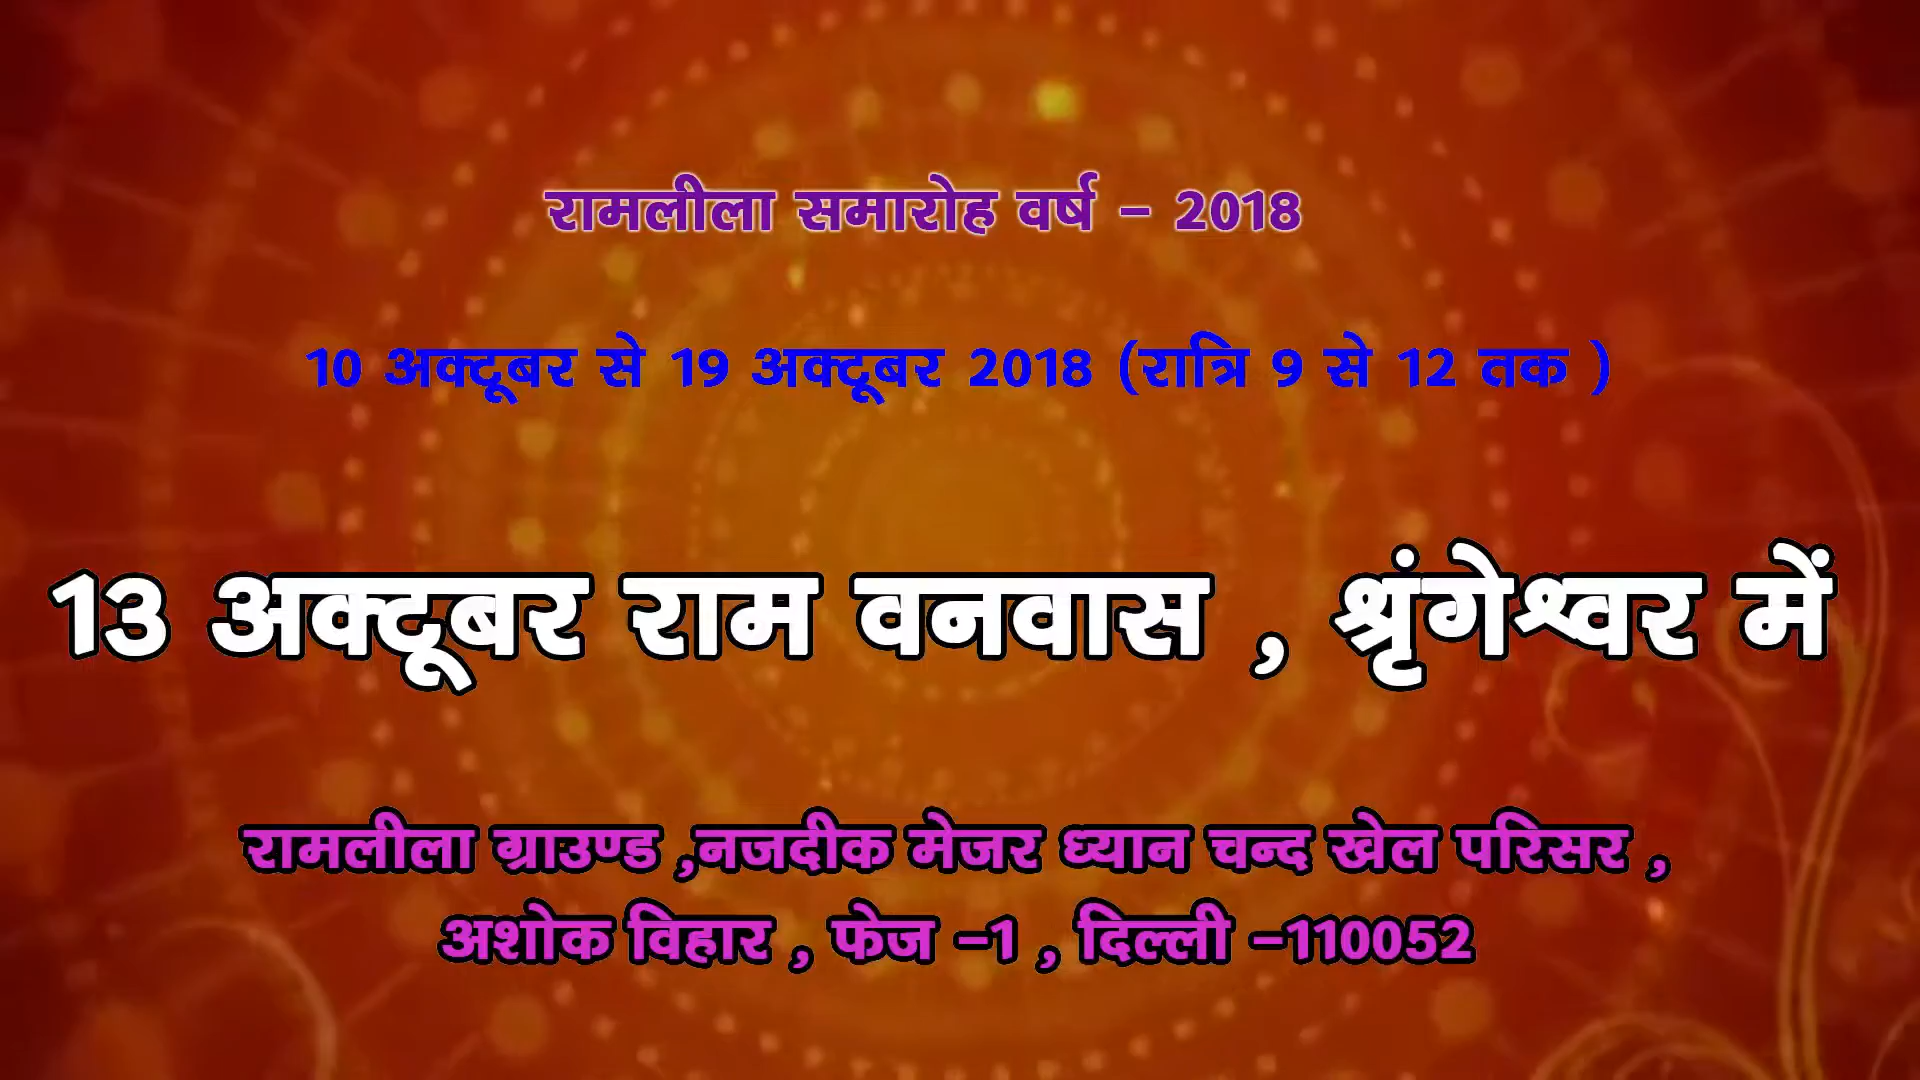 रामलीला समारोह वर्ष - 2018
10 अक्टूबर से 19 अक्टूबर 2018 (रात्रि 9 से 12 तक )
13 अक्टूबर राम वनवास , श्रृंगेश्वर में
रामलीला ग्राउण्ड ,नजदीक मेजर ध्यान चन्द खेल परिसर ,
अशोक विहार , फेज -1 , दिल्ली -110052